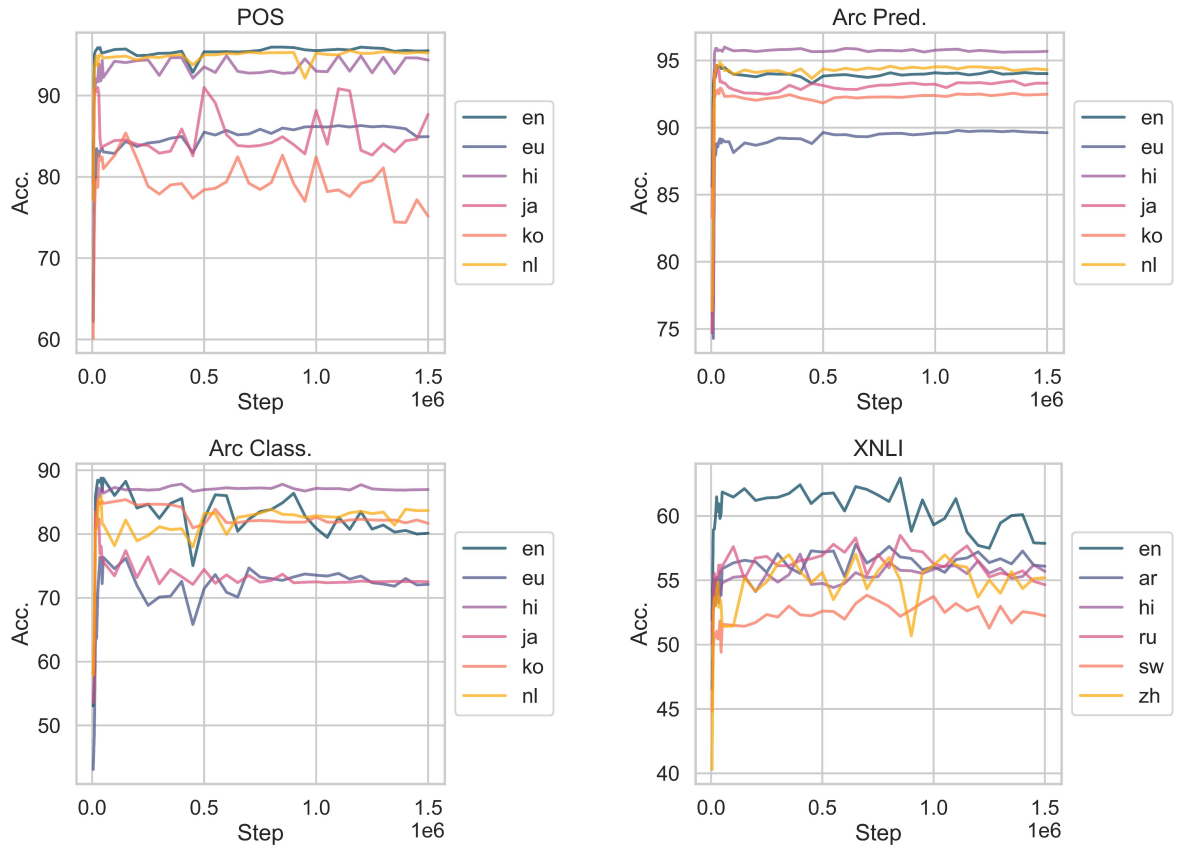 POS
Acc.
90
80
70
60
0.0 0.5 1.0 1.5
Step
1e6
en
eu
hi
ja
ko
nl
Arc Pred.
Acc.
95
90
85
80
75
0.0 0.5 1.0 1.5
Step
1e6
en
eu
hi
ja
ko
nl
Arc Class.
Acc.
90
80
70
60
50
0.0 0.5 1.0 1.5
Step
1e6
en
eu
hi
ja
ko
nl
XNLI
Acc.
60
55
50
45
40
0.0 0.5 1.0 1.5
Step
1e6
en
ar
hi
ru
sw
zh